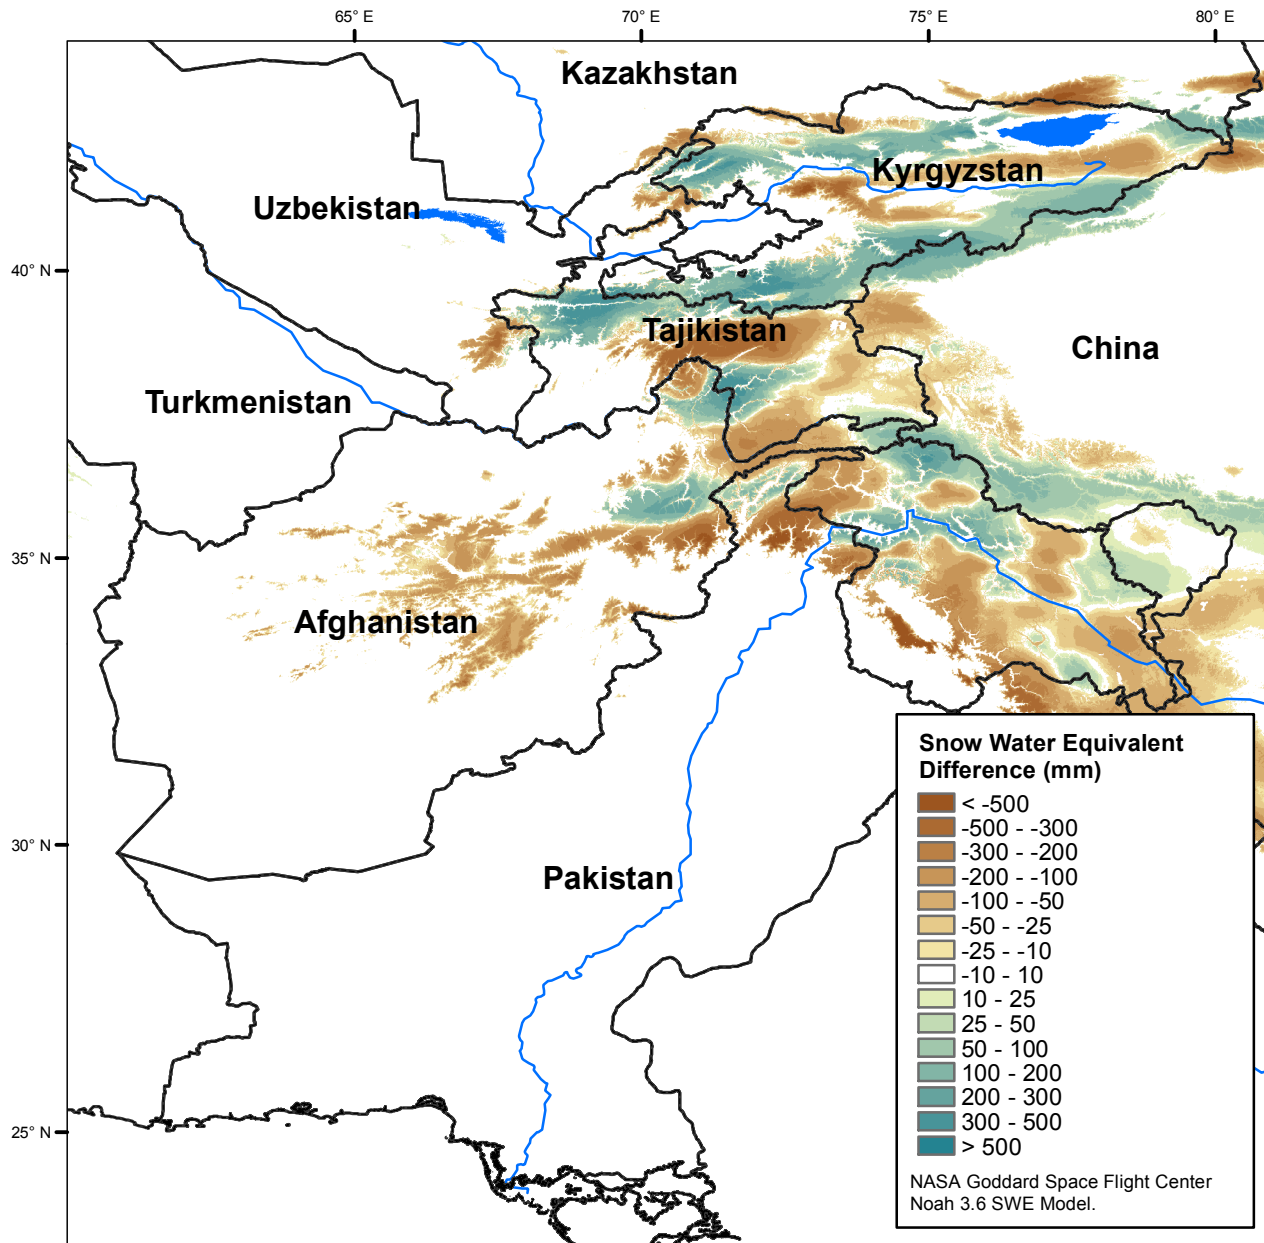 65° E
70° E
75° E
80° E
Kazakhstan
Kyrgyzstan
Uzbekistan
40° N
Tajikistan
China
Turkmenistan
35° N
Afghanistan
30° N
Pakistan
25° N
Snow Water Equivalent
Difference (mm)
< -500
-500 - -300
-300 - -200
-200 - -100
-100 - -50
-50 - -25
-25 - -10
-10 - 10
10 - 25
25 - 50
50 - 100
100 - 200
200 - 300
300 - 500
> 500
NASA Goddard Space Flight Center
Noah 3.6 SWE Model.